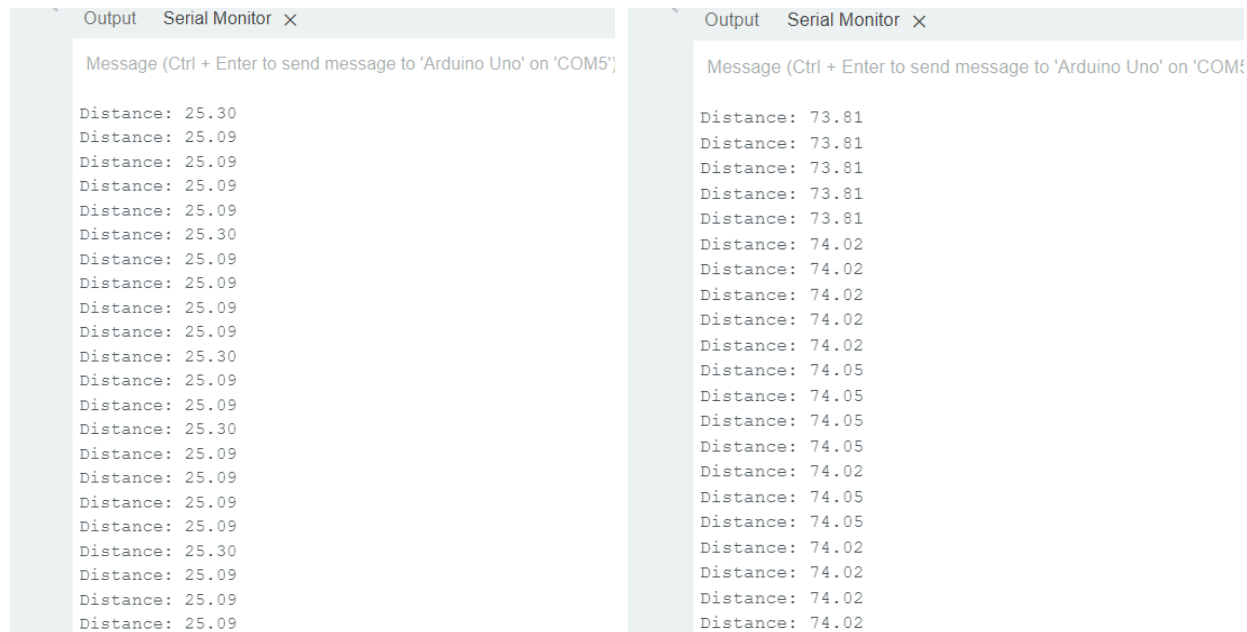 Output Serial Monitor ×
Message (Ctrl + Enter to send message to 'Arduino Uno' on 'COM5')
Distance: 25.30
Distance: 25.09
Distance: 25.09
Distance: 25.09
Distance: 25.09
Distance: 25.30
Distance: 25.09
Distance: 25.09
Distance: 25.09
Distance: 25.09
Distance: 25.30
Distance: 25.09
Distance: 25.09
Distance: 25.30
Distance: 25.09
Distance: 25.09
Distance: 25.09
Distance: 25.09
Distance: 25.30
Distance: 25.09
Distance: 25.09
Distance: 25.09
Output Serial Monitor ×
Message (Ctrl + Enter to send message to 'Arduino Uno' on 'COM5
Distance: 73.81
Distance: 73.81
Distance: 73.81
Distance: 73.81
Distance: 73.81
Distance: 74.02
Distance: 74.02
Distance: 74.02
Distance: 74.02
Distance: 74.02
Distance: 74.05
Distance: 74.05
Distance: 74.05
Distance: 74.05
Distance: 74.02
Distance: 74.05
Distance: 74.05
Distance: 74.02
Distance: 74.02
Distance: 74.02
Distance: 74.02